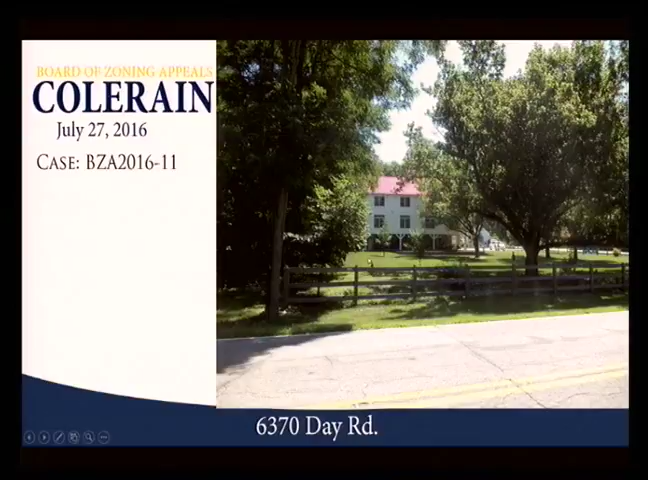 BOARD OF ZONING APPEALS
COLERAIN
July 27, 2016
CASE: BZA2016-11
6370 Day Rd.